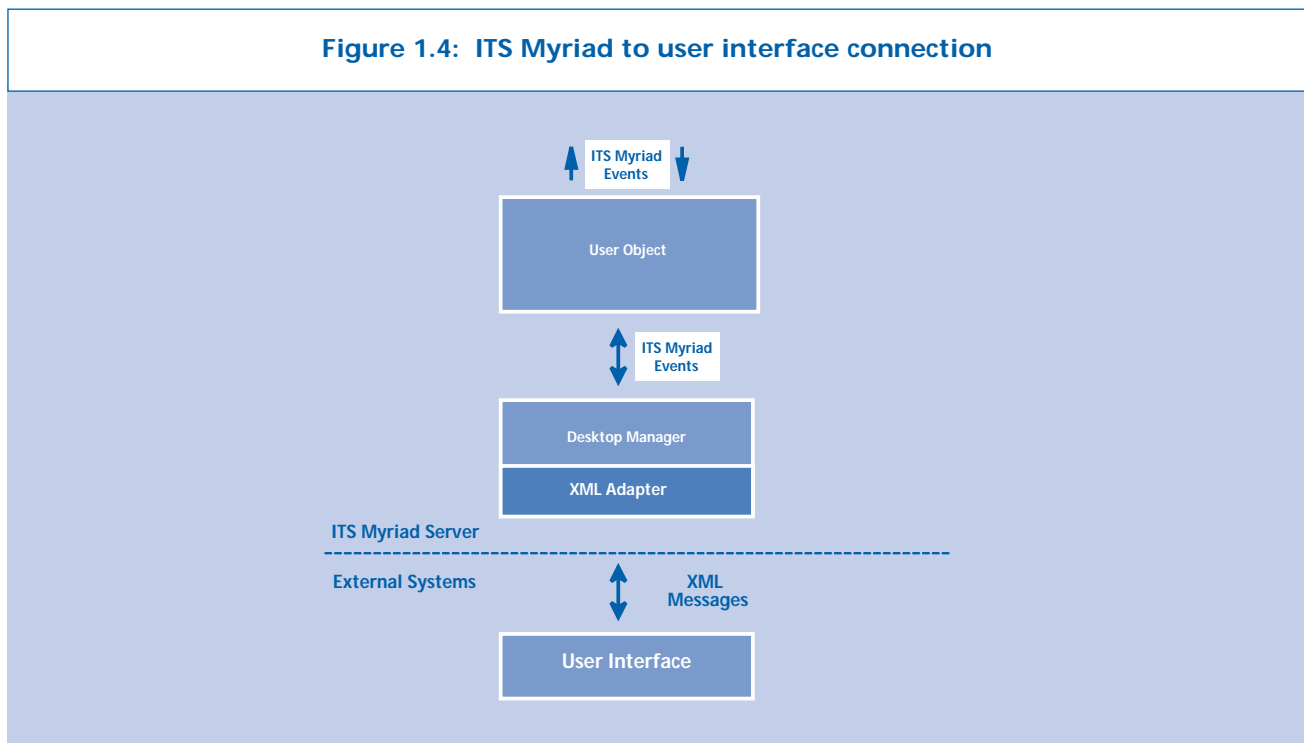 Figure 1.4: ITS Myriad to user interface connection
ITS Myriad
Events
User Object
ITS Myriad
Events
Desktop Manager
XML Adapter
ITS Myriad Server
External Systems
XML
Messages
User Interface